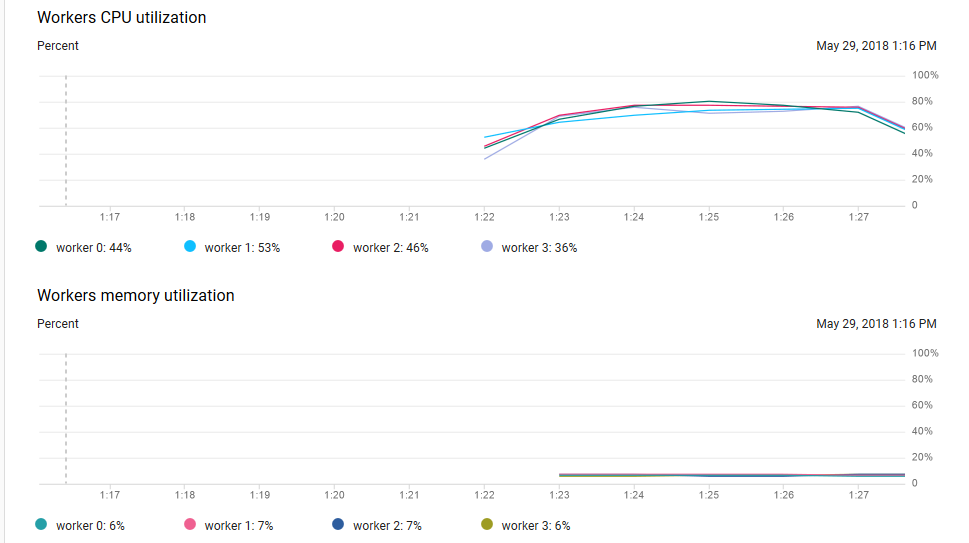 Workers CPU utilization
Percent May 29, 2018 1:16 PM
100%
80%
60%
40%
20%
0
1:17 1:18 1:19 1:20 1:21 1:22 1:23 1:24 1:25 1:26 1:27
worker 0: 44% worker 1: 53% worker 2: 46% worker 3: 36%
Workers memory utilization
Percent May 29, 2018 1:16 PM
100%
80%
60%
40%
20%
0
1:17 1:18 1:19 1:20 1:21 1:22 1:23 1:24 1:25 1:26 1:27
worker 0: 6% worker 1: 7% worker 2: 7% worker 3: 6%